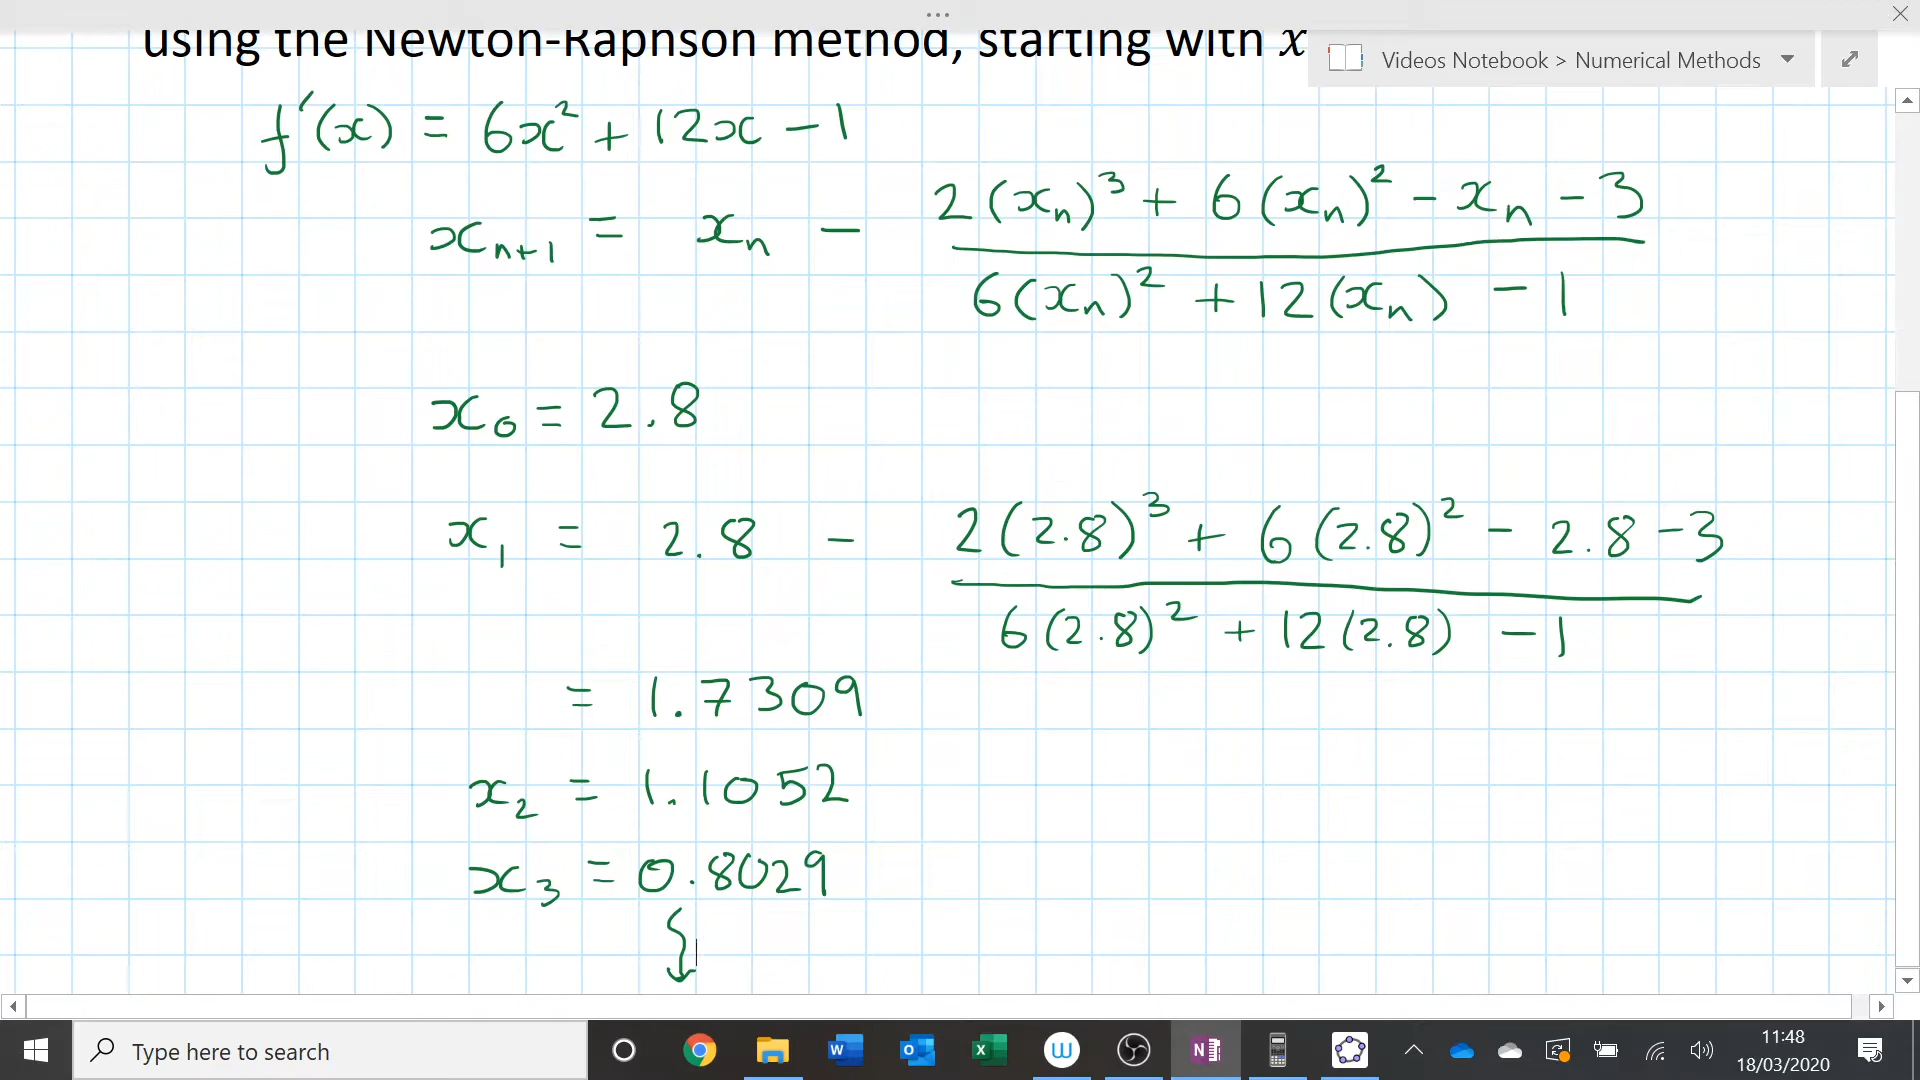 using the Newton-Raphson method, starting with x
Videos Notebook > Numerical Methods
f'(x) = 6x² + 12x - 1
xₙ₊₁ = xₙ - (2(xₙ)³ + 6(xₙ)² - xₙ - 3) / (6(xₙ)² + 12(xₙ) - 1)
x₀ = 2.8
x₁ = 2.8 - (2(2.8)³ + 6(2.8)² - 2.8 - 3) / (6(2.8)² + 12(2.8) - 1)
= 1.7309
x₂ = 1.1052
x₃ = 0.8029
Type here to search
11:48
18/03/2020